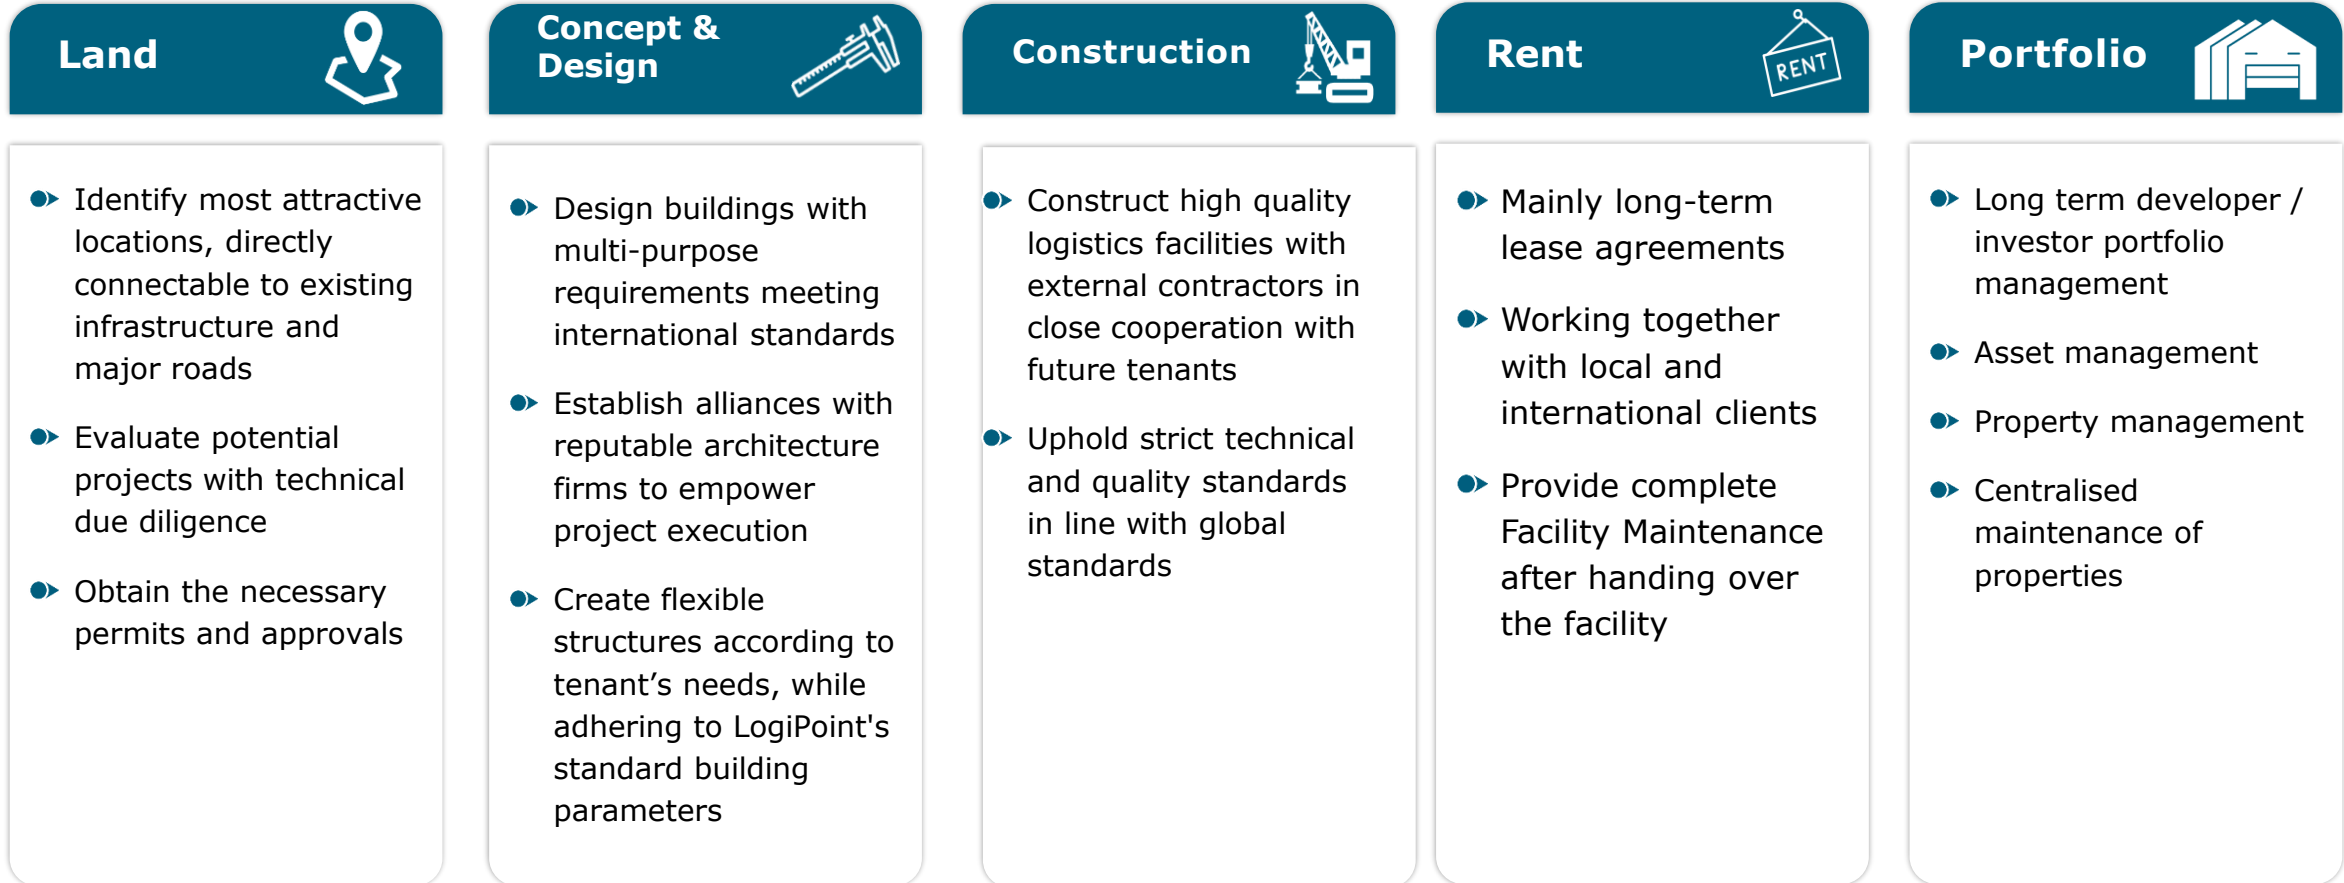 Land
Identify most attractive
locations, directly
connectable to existing
infrastructure and
major roads
Evaluate potential
projects with technical
due diligence
Obtain the necessary
permits and approvals
Concept &
Design
Design buildings with
multi-purpose
requirements meeting
international standards
Establish alliances with
reputable architecture
firms to empower
project execution
Create flexible
structures according to
tenant’s needs, while
adhering to LogiPoint's
standard building
parameters
Construction
Construct high quality
logistics facilities with
external contractors in
close cooperation with
future tenants
Uphold strict technical
and quality standards
in line with global
standards
Rent
RENT
Mainly long-term
lease agreements
Working together
with local and
international clients
Provide complete
Facility Maintenance
after handing over
the facility
Portfolio
Long term developer /
investor portfolio
management
Asset management
Property management
Centralised
maintenance of
properties